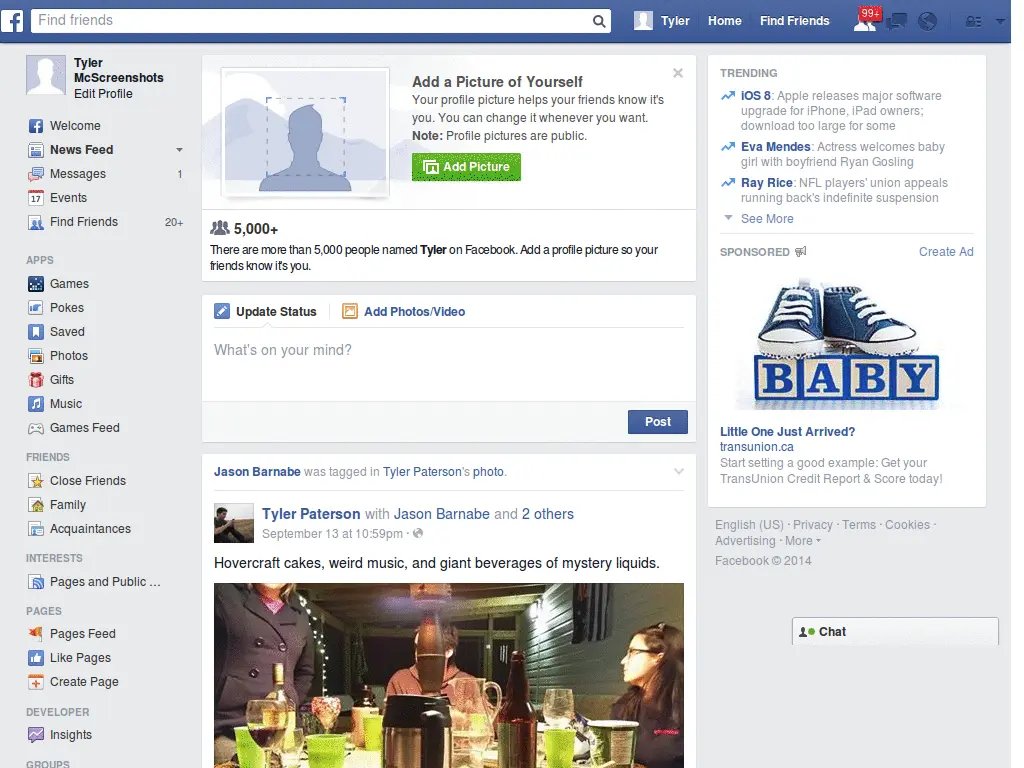 Find friends
Tyler Home Find Friends 99+
Tyler
McScreenshots
Edit Profile
Welcome
News Feed
Messages 1
17 Events
Find Friends 20+
APPS
Games
Pokes
Saved
Photos
Gifts
Music
Games Feed
FRIENDS
Close Friends
Family
Acquaintances
INTERESTS
Pages and Public ...
PAGES
Pages Feed
Like Pages
Create Page
DEVELOPER
Insights
GROUPS
Add a Picture of Yourself
Your profile picture helps your friends know it's
you. You can change it whenever you want.
Note: Profile pictures are public.
Add Picture
5,000+
There are more than 5,000 people named Tyler on Facebook. Add a profile picture so your
friends know it's you.
Update Status Add Photos/Video
What's on your mind?
Post
Jason Barnabe was tagged in Tyler Paterson's photo.
Tyler Paterson with Jason Barnabe and 2 others
September 13 at 10:59pm ·
Hovercraft cakes, weird music, and giant beverages of mystery liquids.
TRENDING
iOS 8: Apple releases major software
upgrade for iPhone, iPad owners;
download too large for some
Eva Mendes: Actress welcomes baby
girl with boyfriend Ryan Gosling
Ray Rice: NFL players' union appeals
running back's indefinite suspension
See More
SPONSORED Create Ad
BABY
Little One Just Arrived?
transunion.ca
Start setting a good example: Get your
TransUnion Credit Report & Score today!
English (US) · Privacy · Terms · Cookies ·
Advertising · More
Facebook © 2014
Chat